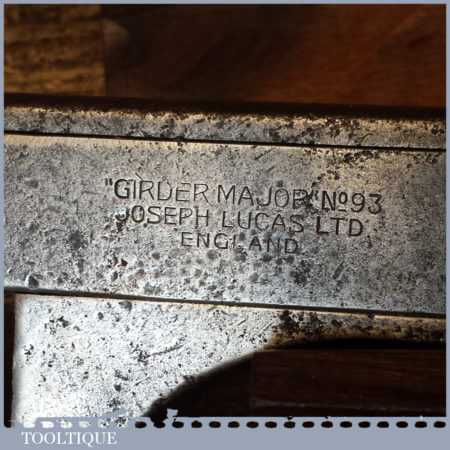 "GIRDER MAJOR" Nº93
JOSEPH LUCAS LTD
ENGLAND
TOOLTIQUE